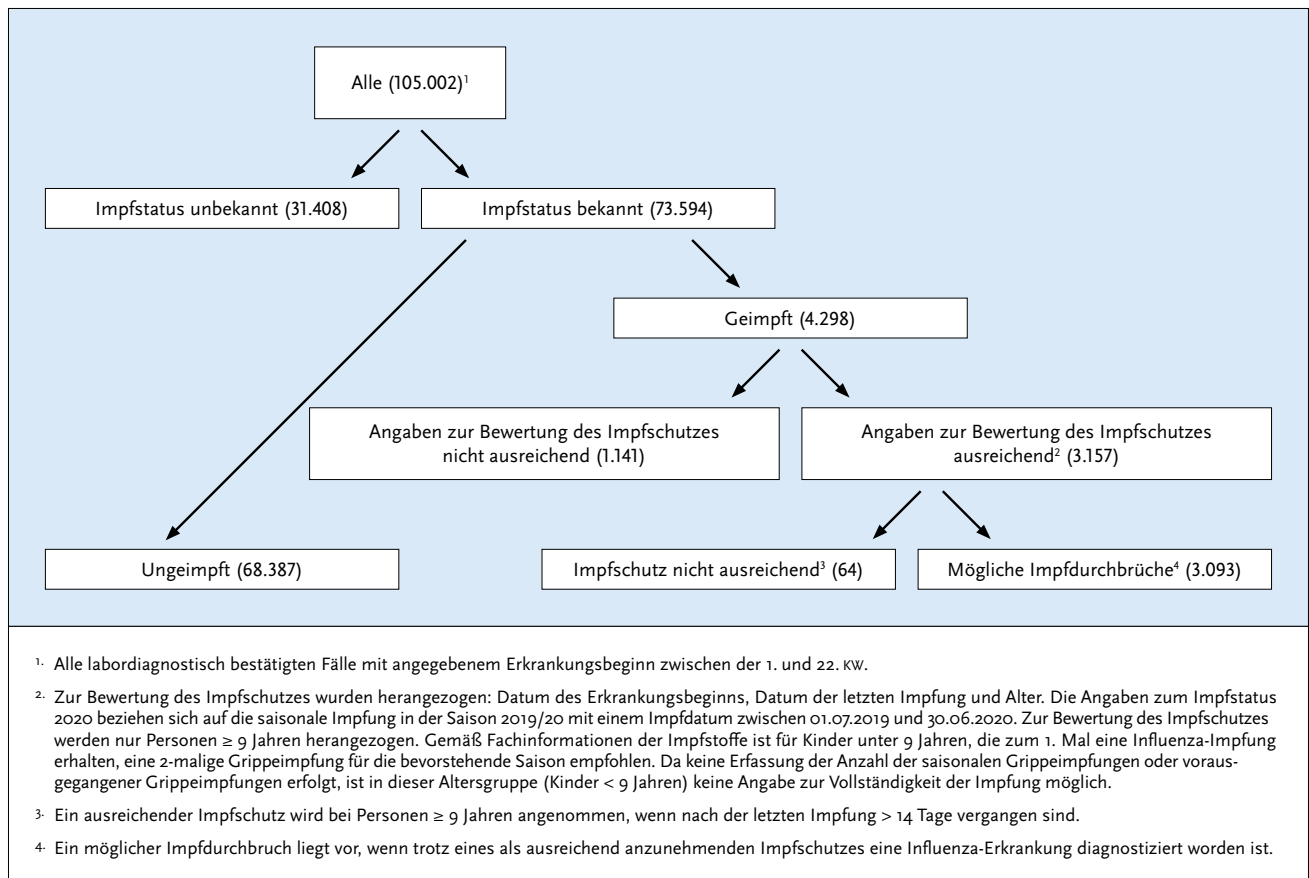 Alle (105.002)¹
Impfstatus unbekannt (31.408)
Impfstatus bekannt (73.594)
Geimpft (4.298)
Angaben zur Bewertung des Impfschutzes
nicht ausreichend (1.141)
Angaben zur Bewertung des Impfschutzes
ausreichend² (3.157)
Ungeimpft (68.387)
Impfschutz nicht ausreichend³ (64)
Mögliche Impfdurchbrüche⁴ (3.093)
1. Alle labordiagnostisch bestätigten Fälle mit angegebenem Erkrankungsbeginn zwischen der 1. und 22. KW.
2. Zur Bewertung des Impfschutzes wurden herangezogen: Datum des Erkrankungsbeginns, Datum der letzten Impfung und Alter. Die Angaben zum Impfstatus
2020 beziehen sich auf die saisonale Impfung in der Saison 2019/20 mit einem Impfdatum zwischen 01.07.2019 und 30.06.2020. Zur Bewertung des Impfschutzes
werden nur Personen ≥ 9 Jahren herangezogen. Gemäß Fachinformationen der Impfstoffe ist für Kinder unter 9 Jahren, die zum 1. Mal eine Influenza-Impfung
erhalten, eine 2-malige Grippeimpfung für die bevorstehende Saison empfohlen. Da keine Erfassung der Anzahl der saisonalen Grippeimpfungen oder voraus-
gegangener Grippeimpfungen erfolgt, ist in dieser Altersgruppe (Kinder < 9 Jahren) keine Angabe zur Vollständigkeit der Impfung möglich.
3. Ein ausreichender Impfschutz wird bei Personen ≥ 9 Jahren angenommen, wenn nach der letzten Impfung > 14 Tage vergangen sind.
4. Ein möglicher Impfdurchbruch liegt vor, wenn trotz eines als ausreichend anzunehmenden Impfschutzes eine Influenza-Erkrankung diagnostiziert worden ist.